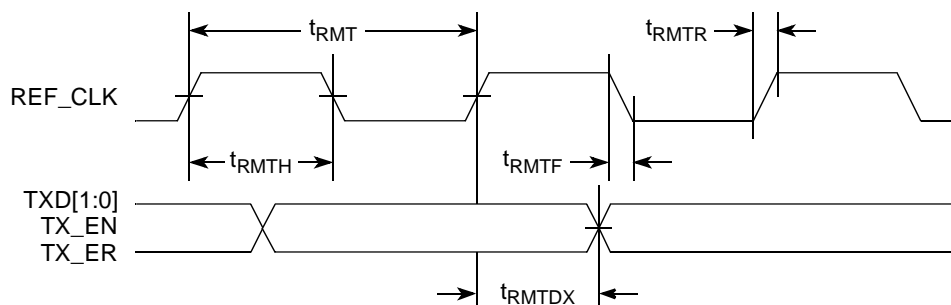 tRMT
tRMTR
REF_CLK
tRMTH
tRMTF
TXD[1:0]
TX_EN
TX_ER
tRMTDX